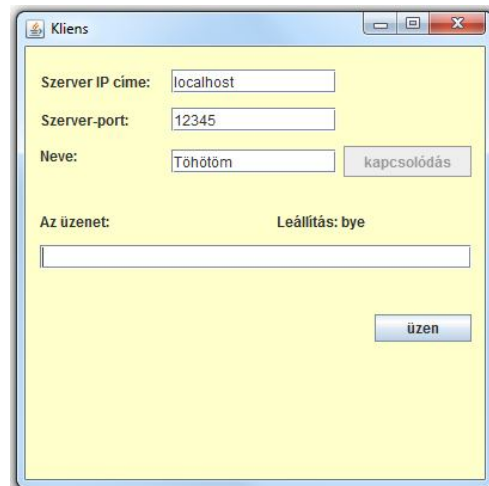 Kliens
Szerver IP címe: localhost
Szerver-port: 12345
Neve: Töhötöm kapcsolódás
Az üzenet: Leállítás: bye
üzen